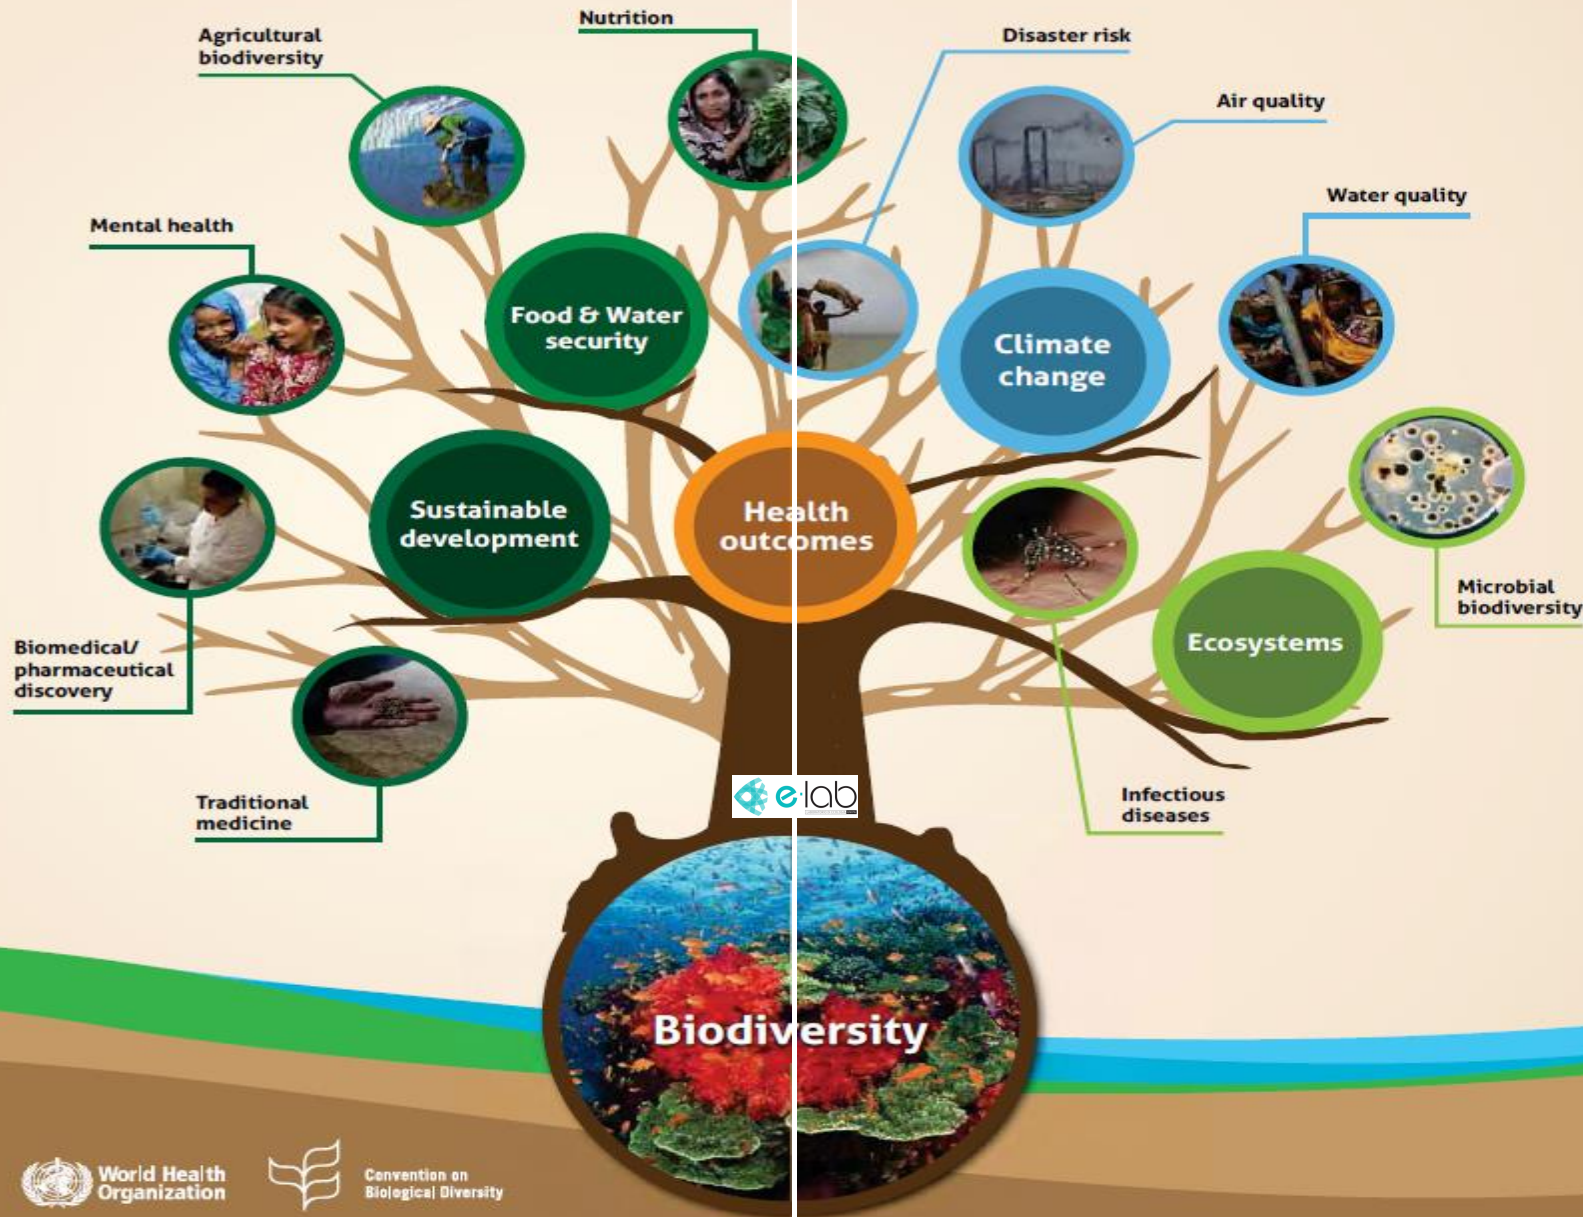 Nutrition
Agricultural
biodiversity
Disaster risk
Air quality
Water quality
Mental health
Food & Water
security
Climate
change
Sustainable
development
Health
outcomes
Microbial
biodiversity
Ecosystems
Biomedical/
pharmaceutical
discovery
Traditional
medicine
Infectious
diseases
e·lab
Biodiversity
World Health
Organization
Convention on
Biological Diversity